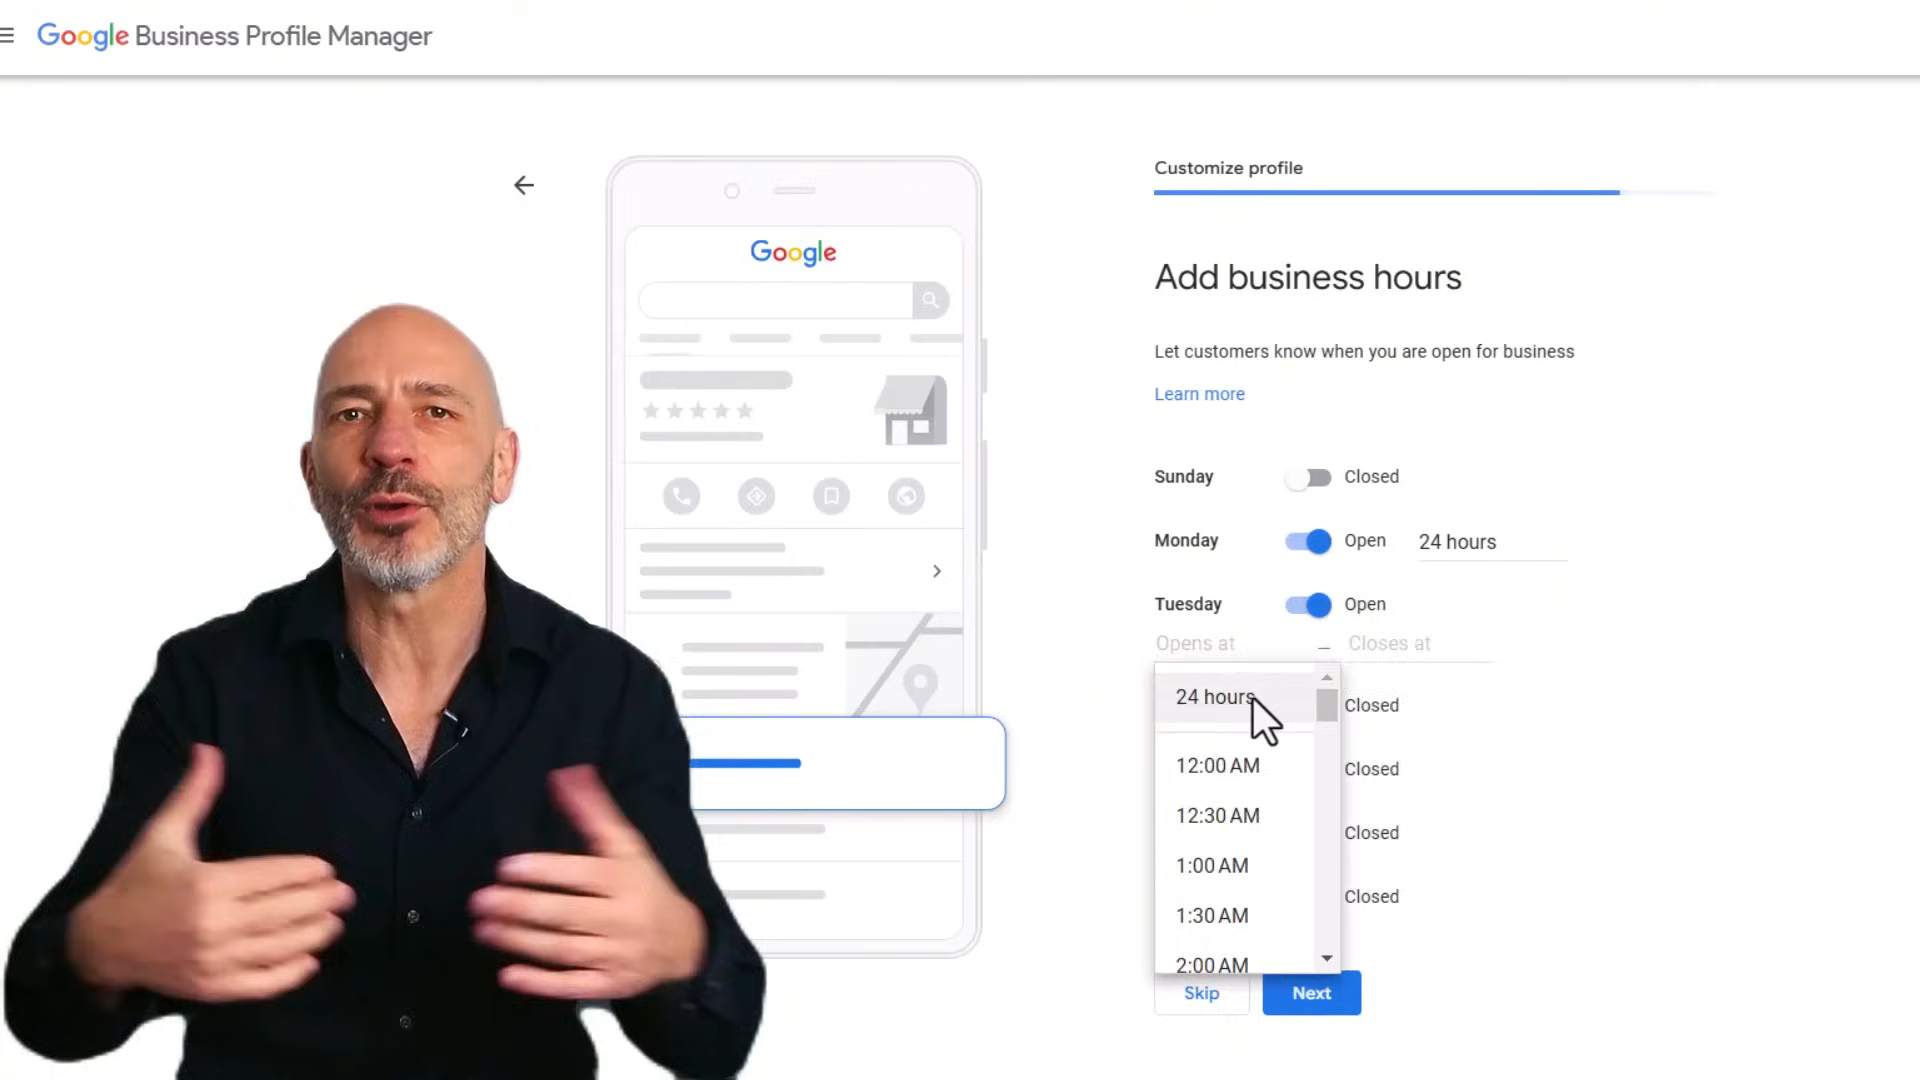 Google Business Profile Manager
Customize profile
Google
Add business hours
Let customers know when you are open for business
Learn more
Sunday Closed
Monday Open 24 hours
Tuesday Open
Opens at – Closes at
24 hours
Closed
12:00 AM
Closed
12:30 AM
Closed
1:00 AM
Closed
1:30 AM
2:00 AM
Skip Next